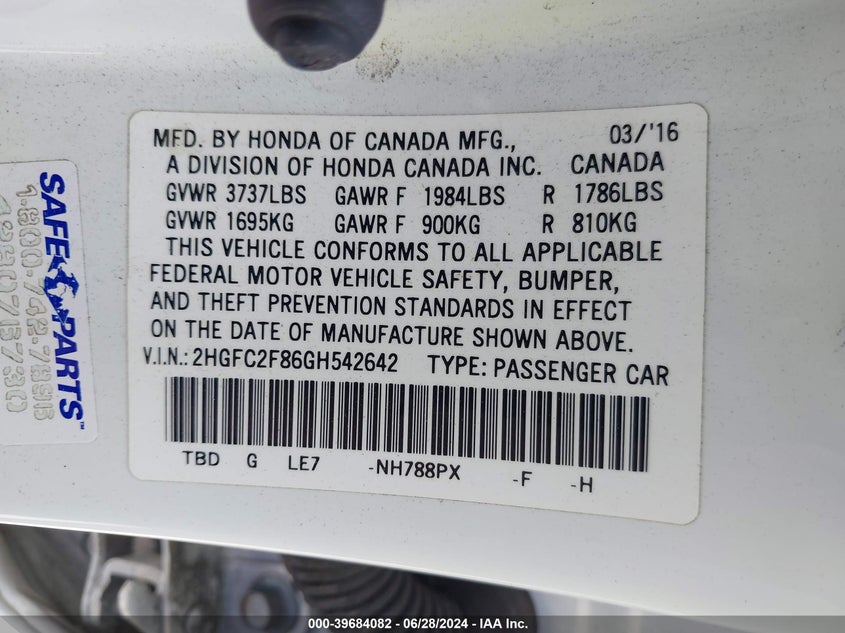 MFD. BY HONDA OF CANADA MFG., 03/'16
A DIVISION OF HONDA CANADA INC. CANADA
GVWR 3737LBS GAWR F 1984LBS R 1786LBS
GVWR 1695KG GAWR F 900KG R 810KG
THIS VEHICLE CONFORMS TO ALL APPLICABLE
FEDERAL MOTOR VEHICLE SAFETY, BUMPER,
AND THEFT PREVENTION STANDARDS IN EFFECT
ON THE DATE OF MANUFACTURE SHOWN ABOVE.
V.I.N.: 2HGFC2F86GH542642 TYPE: PASSENGER CAR
TBD G LE7 -NH788PX -F -H
SAFE PARTS™
000-39684082 - 06/28/2024 - IAA Inc.